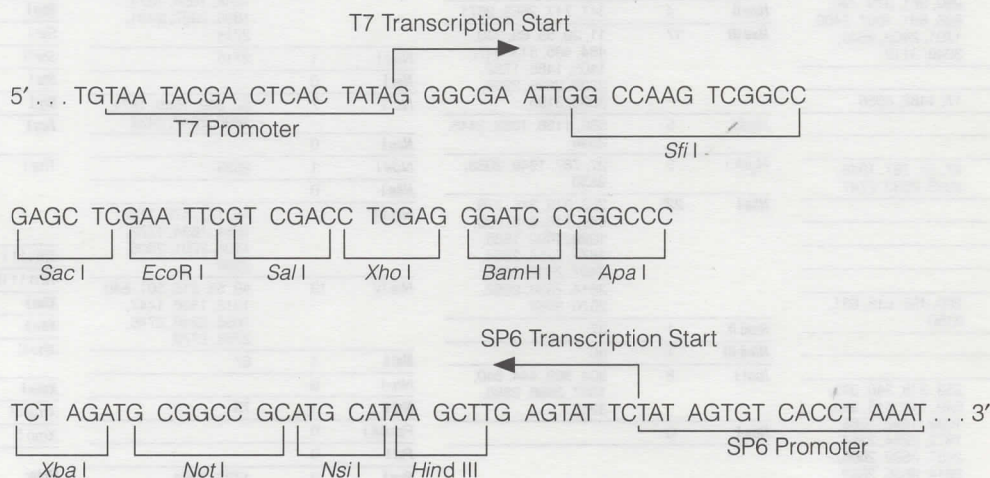 T7 Transcription Start
5′ . . . TGTAA TACGA CTCAC TATAG GGCGA ATTGG CCAAG TCGGCC
T7 Promoter
Sfi I
GAGC TCGAA TTCGT CGACC TCGAG GGATC CGGGCCC
Sac I EcoR I Sal I Xho I BamH I Apa I
SP6 Transcription Start
TCT AGATG CGGCC GCATG CATAA GCTTG AGTAT TCTAT AGTGT CACCT AAAT . . . 3′
SP6 Promoter
Xba I Not I Nsi I Hind III